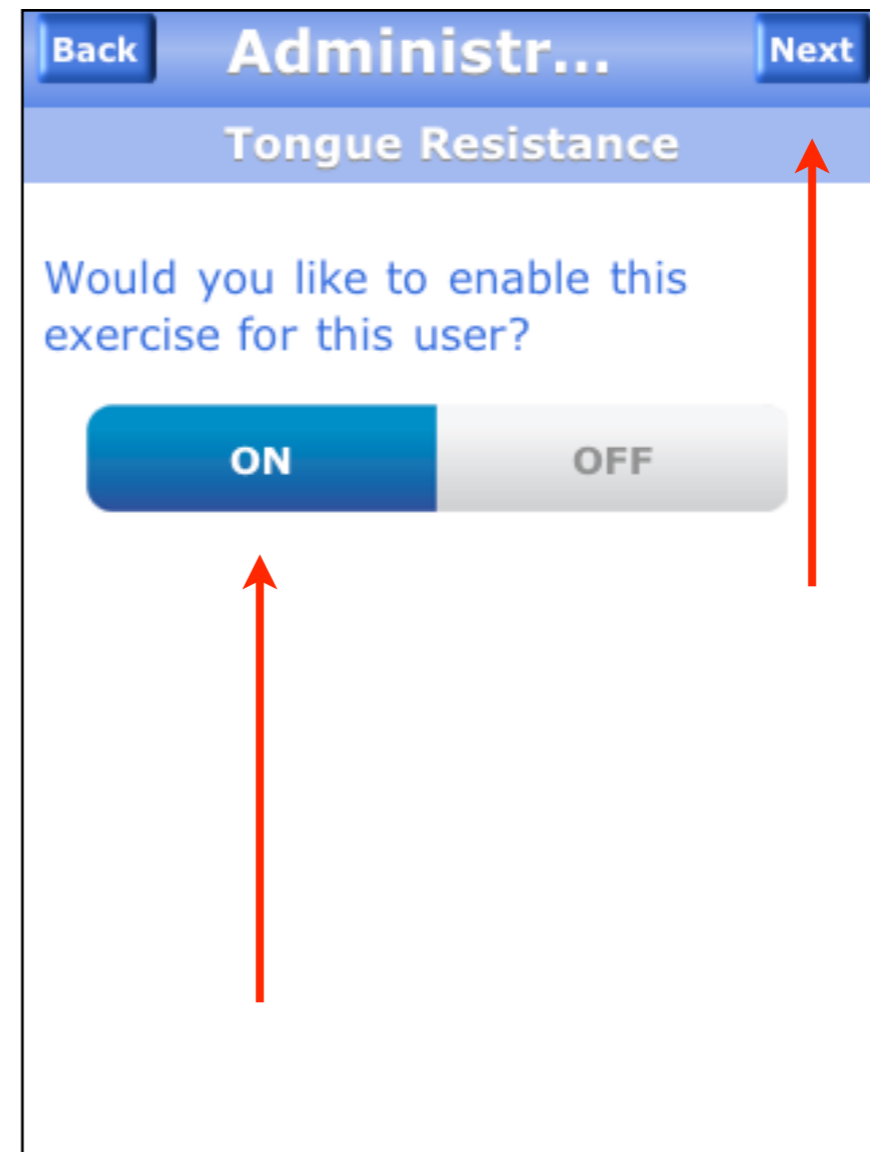 Back Administr... Next
Tongue Resistance
Would you like to enable this
exercise for this user?
ON OFF